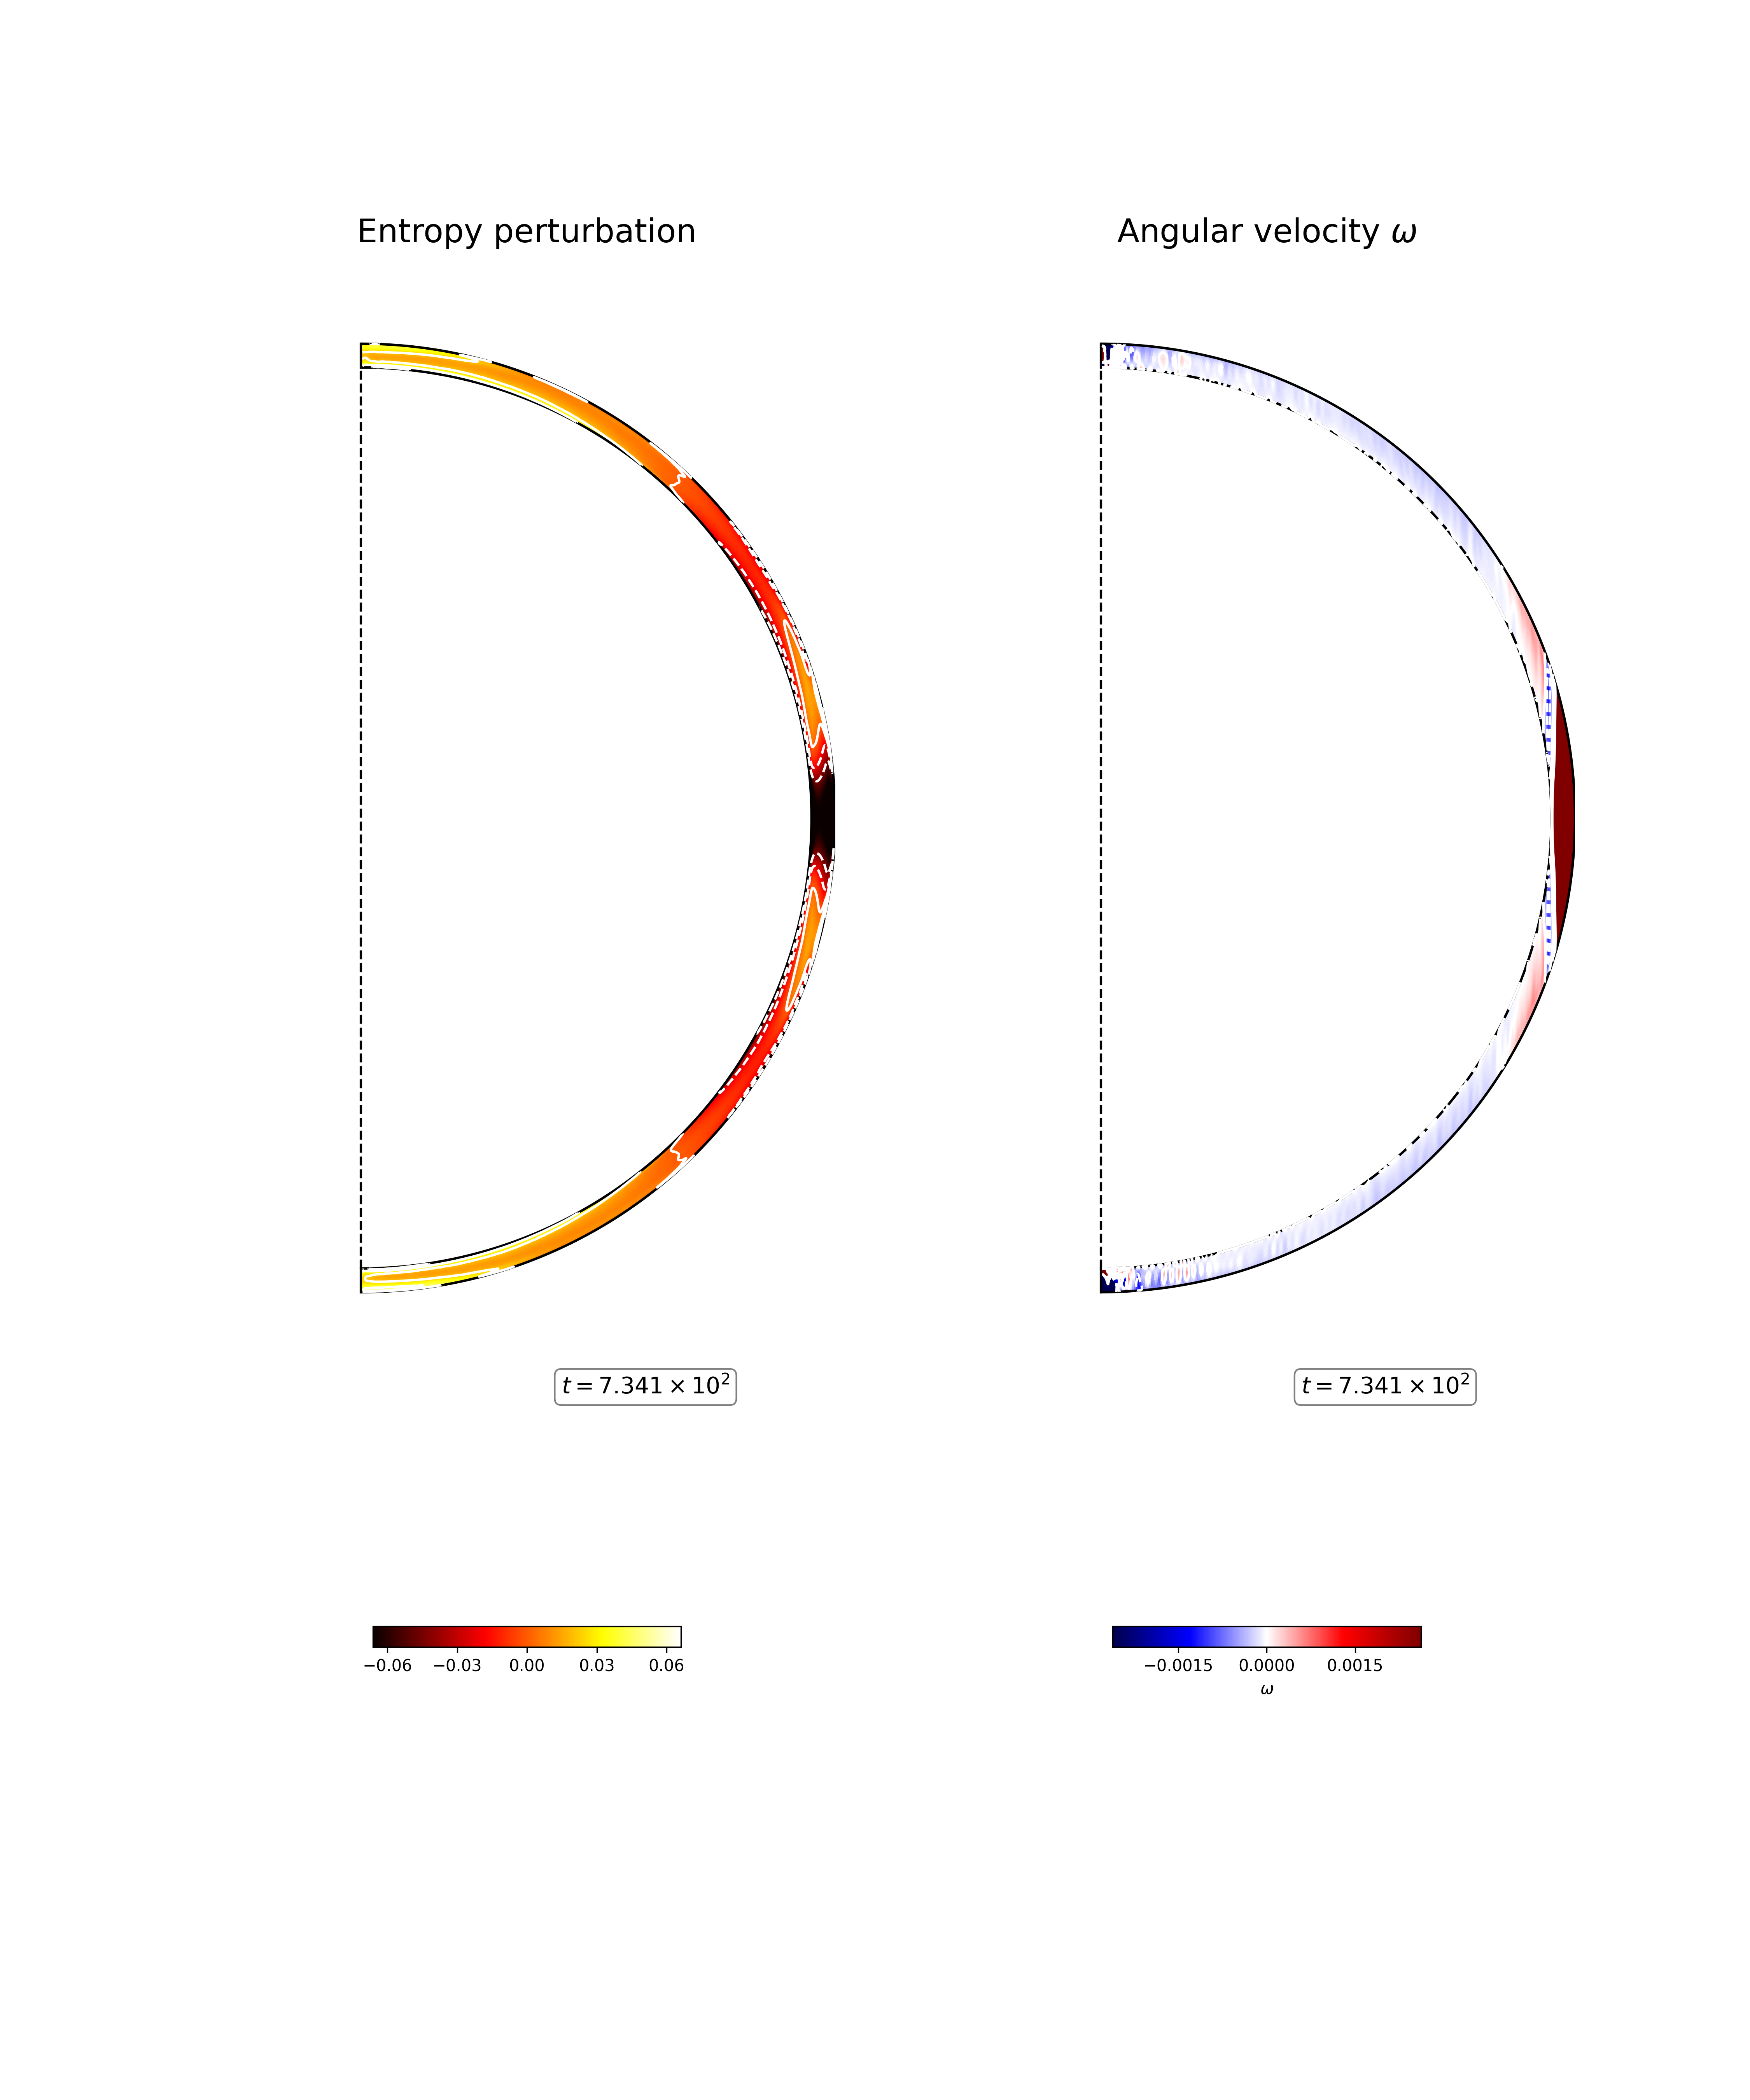 Entropy perturbation
Angular velocity ω
t = 7.341 × 10²
t = 7.341 × 10²
−0.06 −0.03 0.00 0.03 0.06
−0.0015 0.0000 0.0015
ω